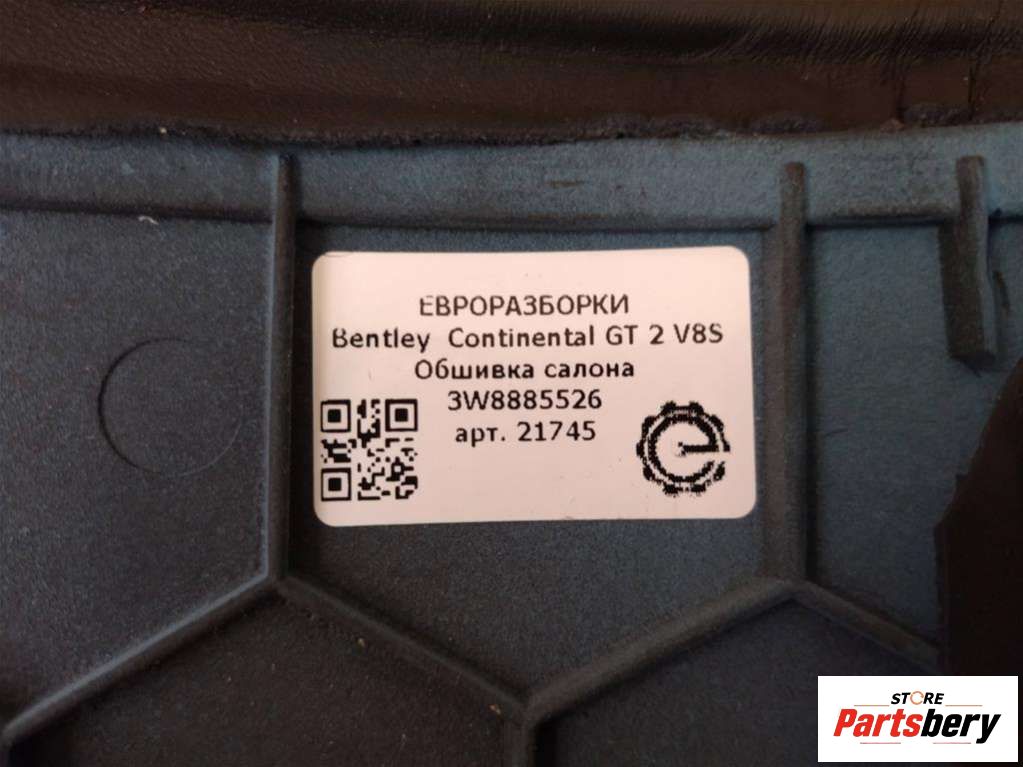 ЕВРОРАЗБОРКИ
Bentley Continental GT 2 V8S
Обшивка салона
3W8885526
арт. 21745
STORE
Partsbery